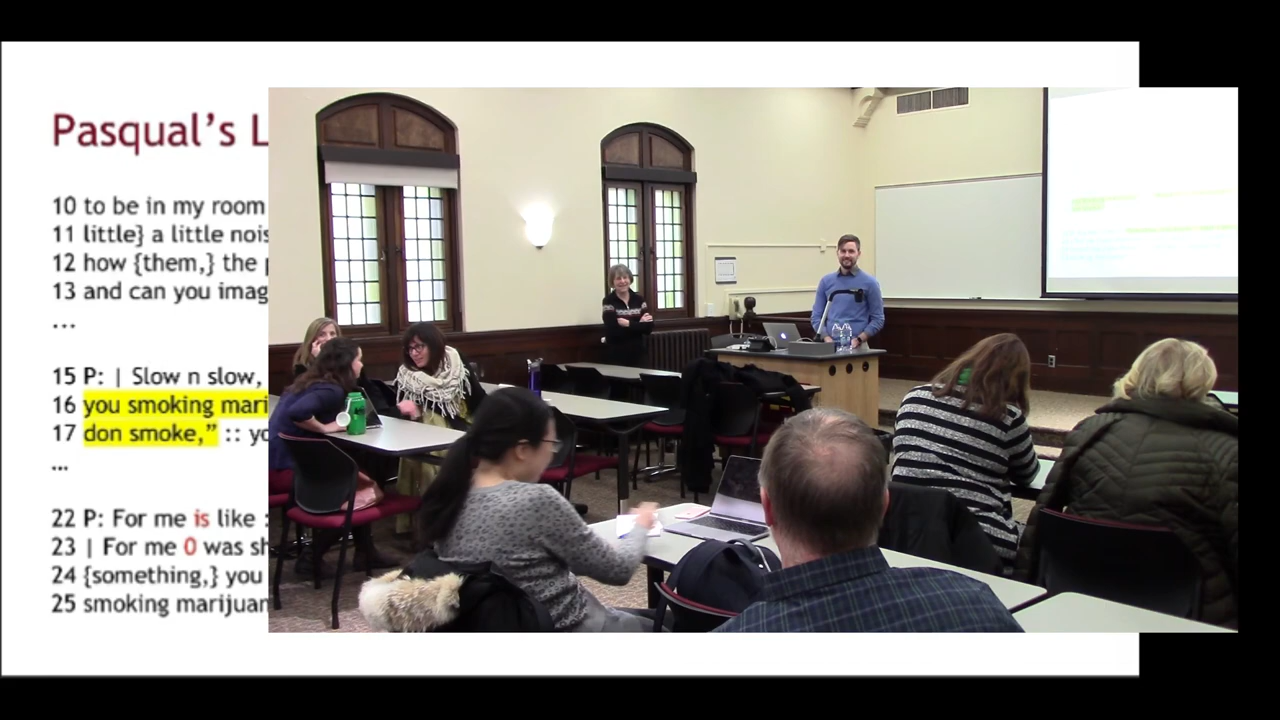 Pasqual's L
10 to be in my room
11 little} a little nois
12 how {them,} the p
13 and can you imag
...
15 P: | Slow n slow,
16 you smoking mari
17 don smoke," :: yo
...
22 P: For me is like :
23 | For me 0 was sh
24 {something,} you
25 smoking marijuan